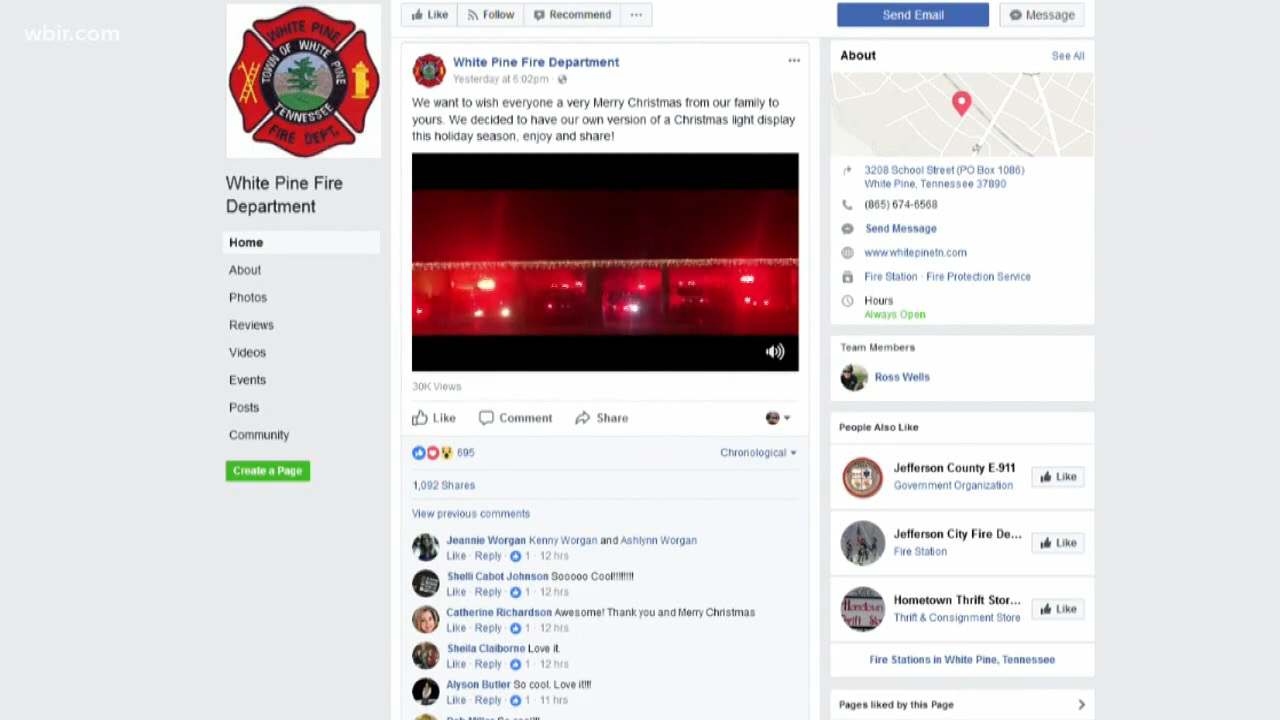 wbir.com
WHITE PINE
TOWN OF WHITE PINE
TENNESSEE
FIRE DEPT.
White Pine Fire
Department
Home
About
Photos
Reviews
Videos
Events
Posts
Community
Create a Page
Like Follow Recommend ...
Send Email Message
White Pine Fire Department
Yesterday at 6:02pm ·
We want to wish everyone a very Merry Christmas from our family to
yours. We decided to have our own version of a Christmas light display
this holiday season, enjoy and share!
30K Views
Like Comment Share
695 Chronological
1,092 Shares
View previous comments
Jeannie Worgan Kenny Worgan and Ashlynn Worgan
Like · Reply · 1 · 12 hrs
Shelli Cabot Johnson Sooooo Cool!!!!!!!!!
Like · Reply · 1 · 12 hrs
Catherine Richardson Awesome! Thank you and Merry Christmas
Like · Reply · 1 · 12 hrs
Sheila Claiborne Love it.
Like · Reply · 1 · 12 hrs
Alyson Butler So cool. Love it!!!!
Like · Reply · 1 · 11 hrs
About See All
3208 School Street (PO Box 1086)
White Pine, Tennessee 37890
(865) 674-6568
Send Message
www.whitepinetn.com
Fire Station · Fire Protection Service
Hours
Always Open
Team Members
Ross Wells
People Also Like
Jefferson County E-911
Government Organization
Like
Jefferson City Fire De...
Fire Station
Like
Hometown Thrift Stor...
Thrift & Consignment Store
Like
Fire Stations in White Pine, Tennessee
Pages liked by this Page